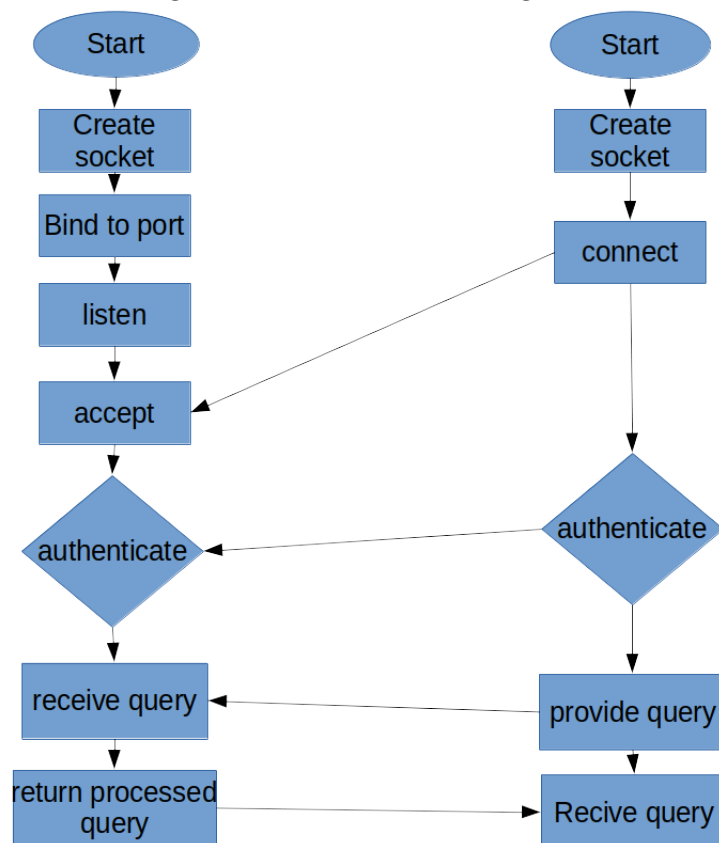 Start
Create
socket
Bind to port
listen
accept
authenticate
receive query
return processed
query
Start
Create
socket
connect
authenticate
provide query
Recive query